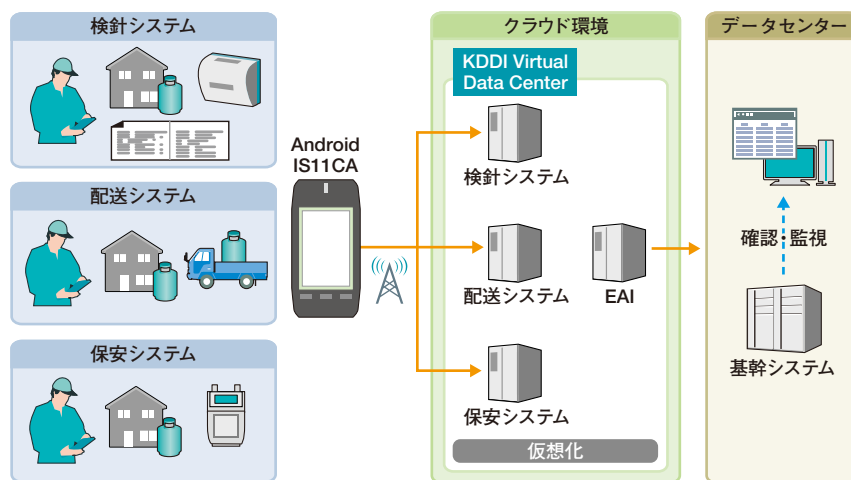 検針システム
配送システム
保安システム
Android
IS11CA
クラウド環境
KDDI Virtual
Data Center
検針システム
配送システム
EAI
保安システム
仮想化
データセンター
確認・監視
基幹システム